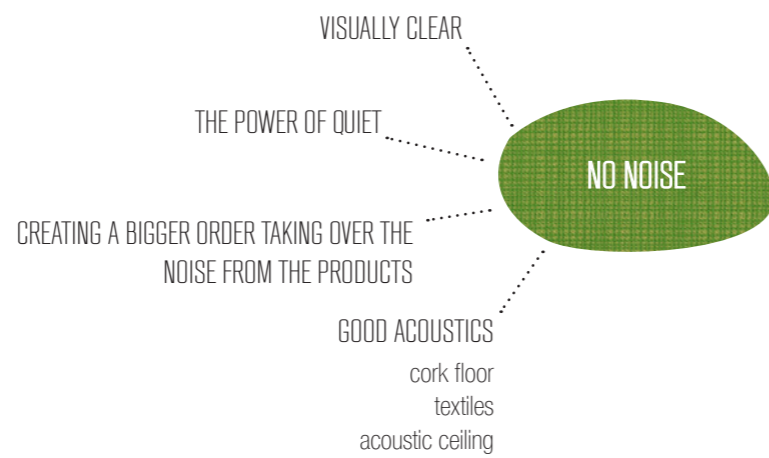 VISUALLY CLEAR
THE POWER OF QUIET
NO NOISE
CREATING A BIGGER ORDER TAKING OVER THE
NOISE FROM THE PRODUCTS
GOOD ACOUSTICS
cork floor
textiles
acoustic ceiling